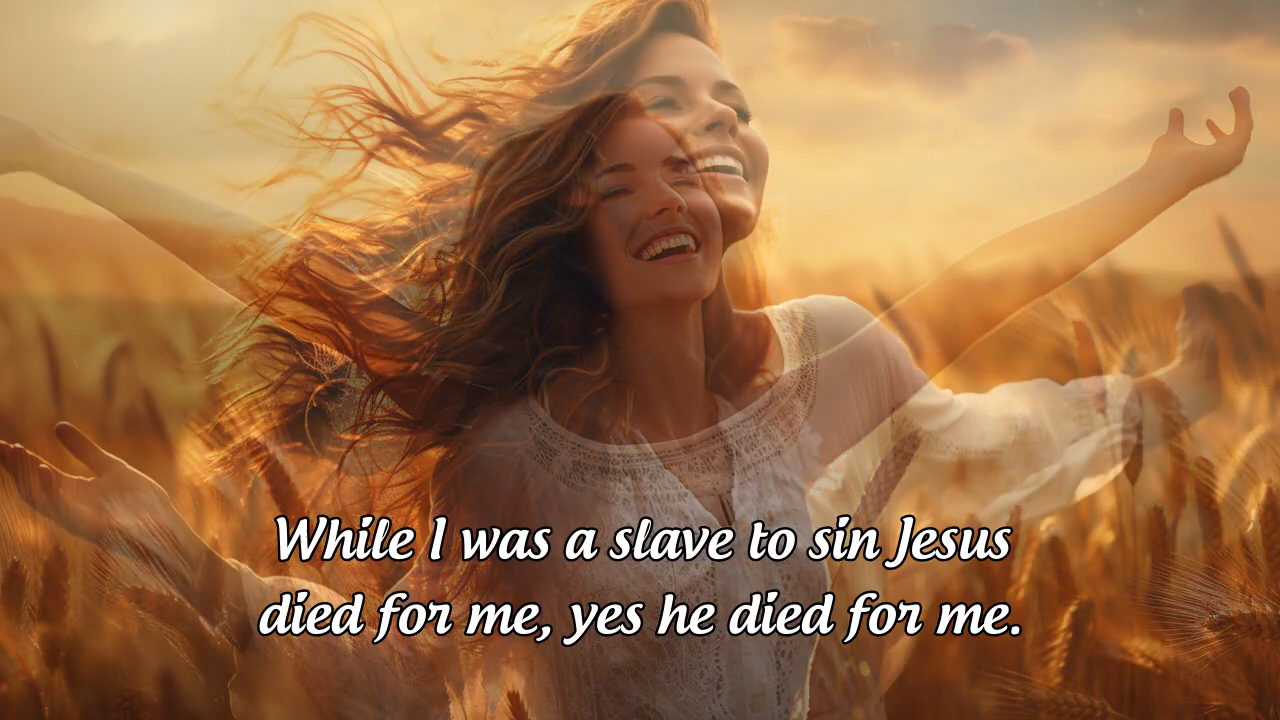 While I was a slave to sin Jesus
died for me, yes he died for me.